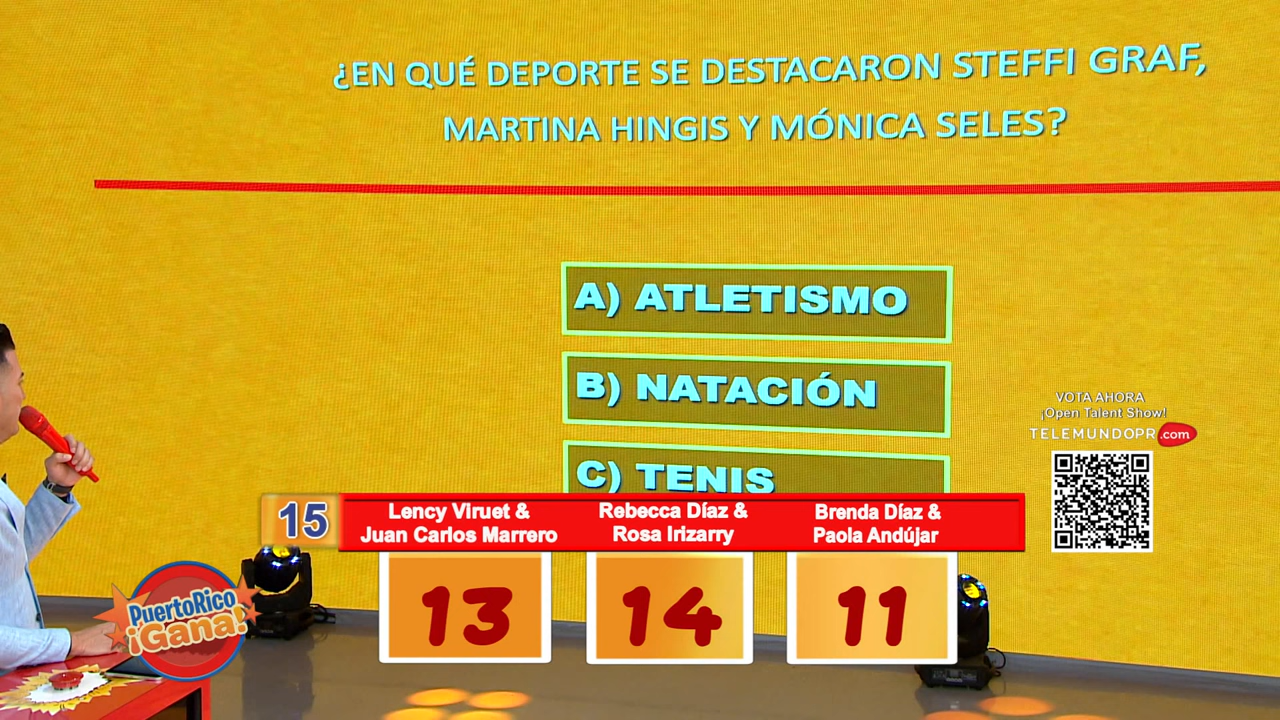 ¿EN QUÉ DEPORTE SE DESTACARON STEFFI GRAF,
MARTINA HINGIS Y MÓNICA SELES?
A) ATLETISMO
B) NATACIÓN
C) TENIS
VOTA AHORA
¡Open Talent Show!
TELEMUNDOPR.com
15
Lency Viruet &
Juan Carlos Marrero
Rebecca Díaz &
Rosa Irizarry
Brenda Díaz &
Paola Andújar
13
14
11
PuertoRico
¡Gana!